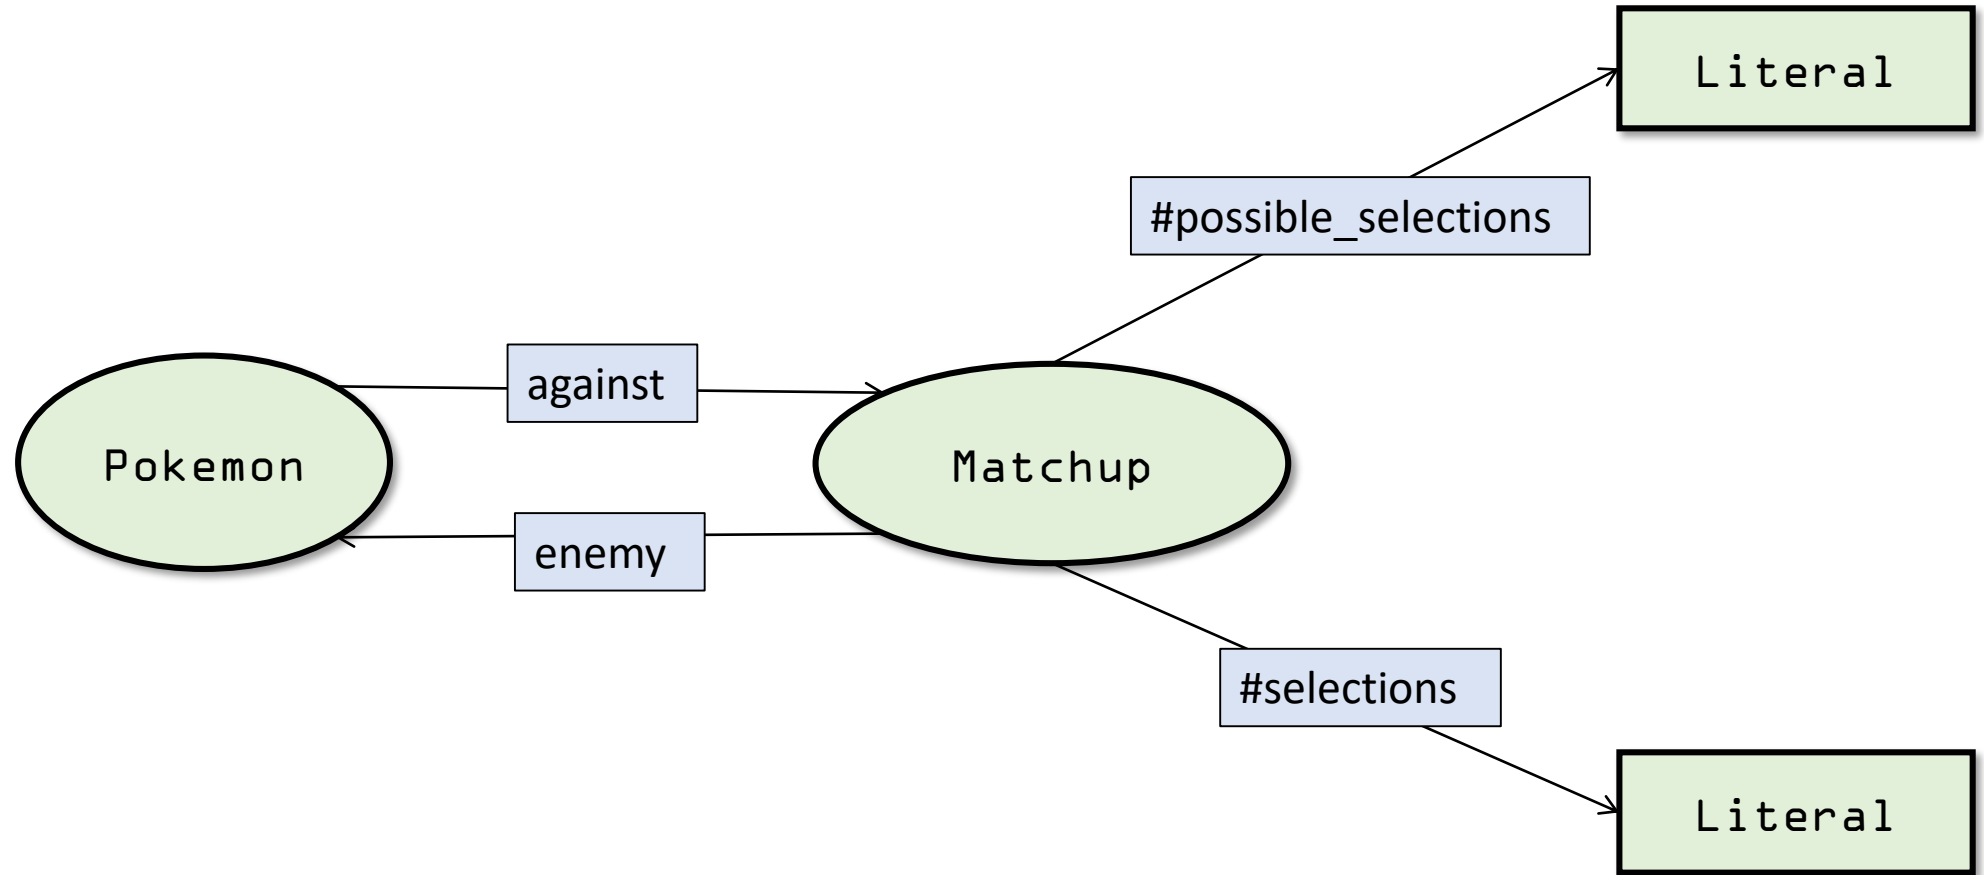 Literal
#possible_selections
against
Pokemon
Matchup
enemy
#selections
Literal